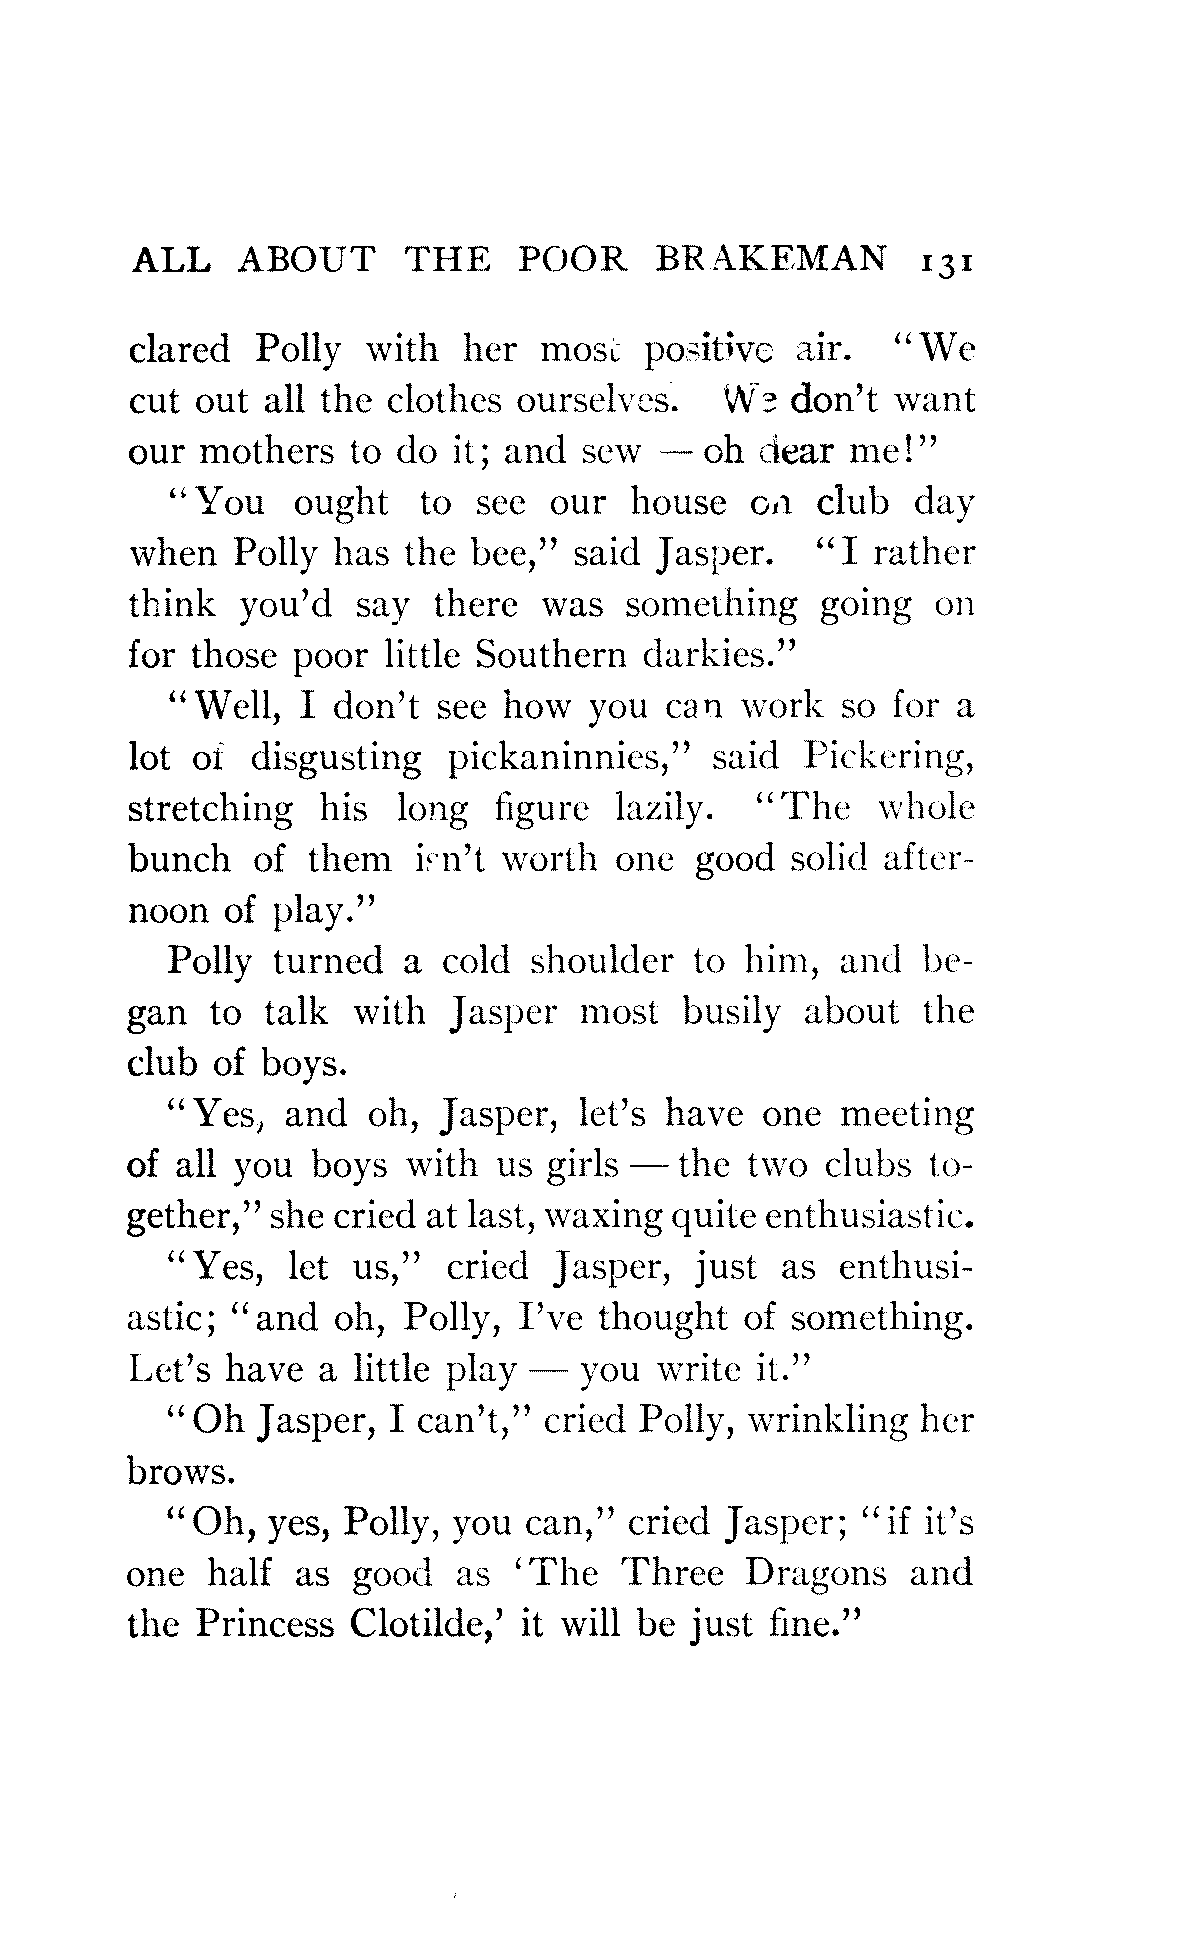 ALL ABOUT THE POOR BRAKEMAN 131
clared Polly with her most positive air. "We
cut out all the clothes ourselves. We don't want
our mothers to do it; and sew — oh dear me!"
"You ought to see our house on club day
when Polly has the bee," said Jasper. "I rather
think you'd say there was something going on
for those poor little Southern darkies."
"Well, I don't see how you can work so for a
lot of disgusting pickaninnies," said Pickering,
stretching his long figure lazily. "The whole
bunch of them isn't worth one good solid after-
noon of play."
Polly turned a cold shoulder to him, and be-
gan to talk with Jasper most busily about the
club of boys.
"Yes, and oh, Jasper, let's have one meeting
of all you boys with us girls — the two clubs to-
gether," she cried at last, waxing quite enthusiastic.
"Yes, let us," cried Jasper, just as enthusi-
astic; "and oh, Polly, I've thought of something.
Let's have a little play — you write it."
"Oh Jasper, I can't," cried Polly, wrinkling her
brows.
"Oh, yes, Polly, you can," cried Jasper; "if it's
one half as good as 'The Three Dragons and
the Princess Clotilde,' it will be just fine."